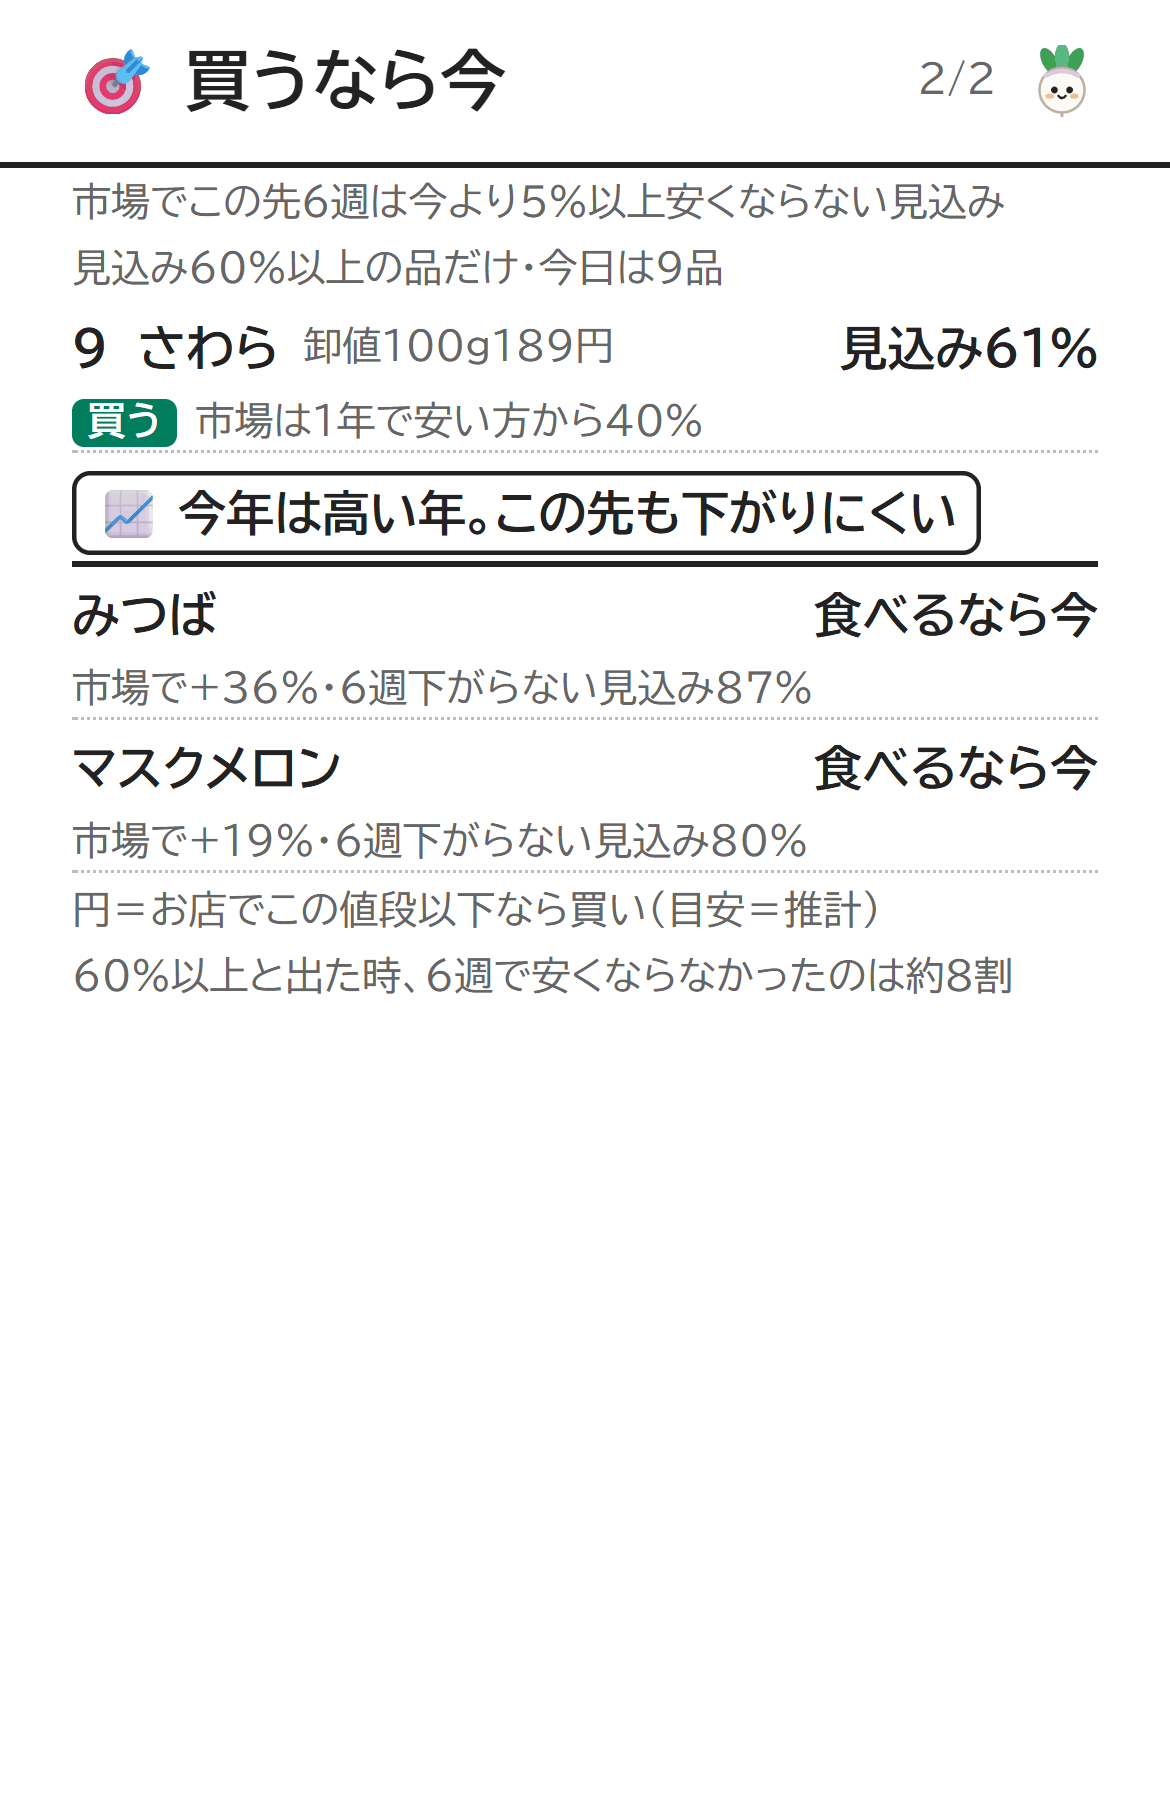 買うなら今 2/2
市場でこの先6週は今より5%以上安くならない見込み
見込み60%以上の品だけ・今日は9品
9 さわら 卸値100g189円 見込み61%
買う 市場は1年で安い方から40%
今年は高い年。この先も下がりにくい
みつば 食べるなら今
市場で+36%・6週下がらない見込み87%
マスクメロン 食べるなら今
市場で+19%・6週下がらない見込み80%
円＝お店でこの値段以下なら買い（目安＝推計）
60%以上と出た時、6週で安くならなかったのは約8割